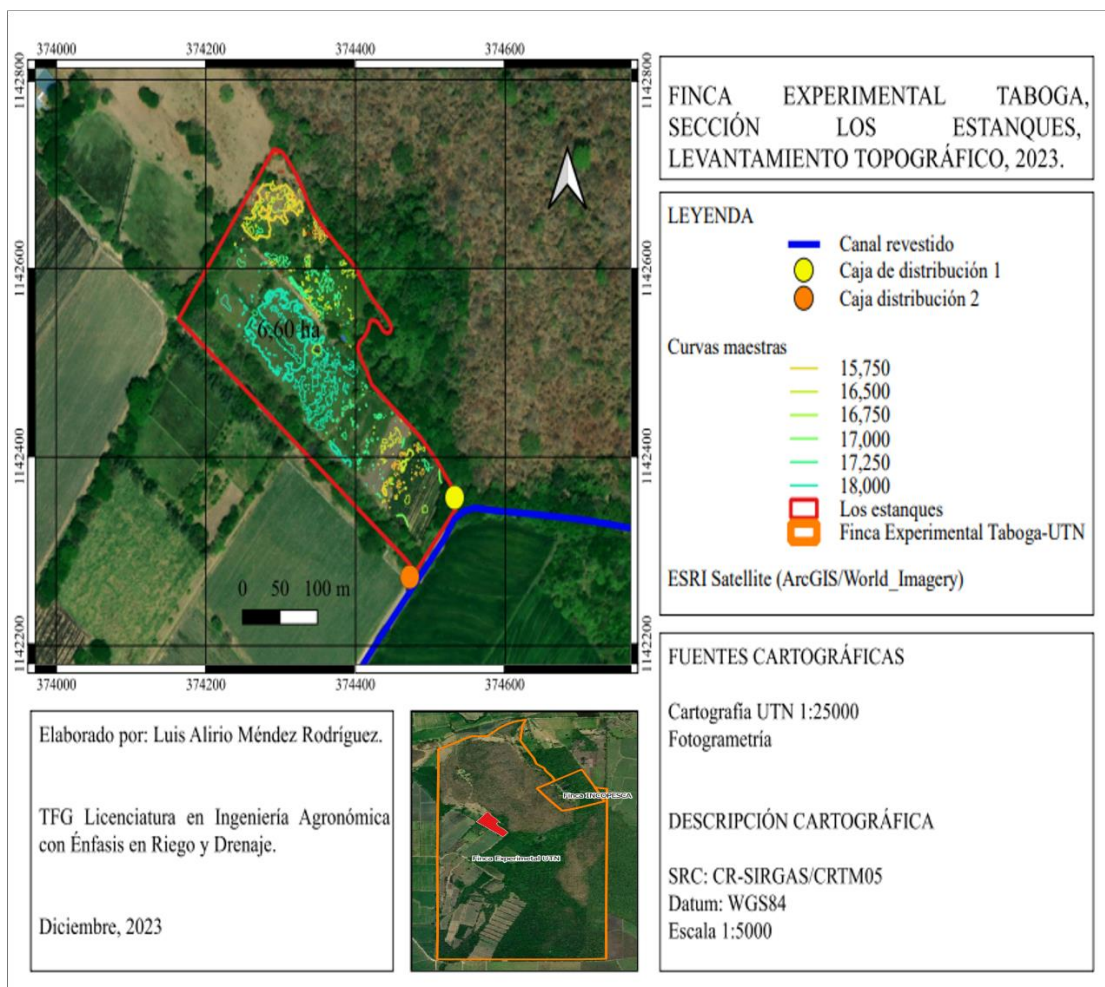 374000 374200 374400 374600
1142800
1142600
1142400
1142200
1142800
1142600
1142400
1142200
6,60 ha
0 50 100 m
374000 374200 374400 374600
FINCA EXPERIMENTAL TABOGA,
SECCIÓN LOS ESTANQUES,
LEVANTAMIENTO TOPOGRÁFICO, 2023.
LEYENDA
Canal revestido
Caja de distribución 1
Caja distribución 2
Curvas maestras
15,750
16,500
16,750
17,000
17,250
18,000
Los estanques
Finca Experimental Taboga-UTN
ESRI Satellite (ArcGIS/World_Imagery)
Elaborado por: Luis Alirio Méndez Rodríguez.
TFG Licenciatura en Ingeniería Agronómica
con Énfasis en Riego y Drenaje.
Diciembre, 2023
Finca INCOPESCA
Finca Experimental UTN
FUENTES CARTOGRÁFICAS
Cartografía UTN 1:25000
Fotogrametría
DESCRIPCIÓN CARTOGRÁFICA
SRC: CR-SIRGAS/CRTM05
Datum: WGS84
Escala 1:5000